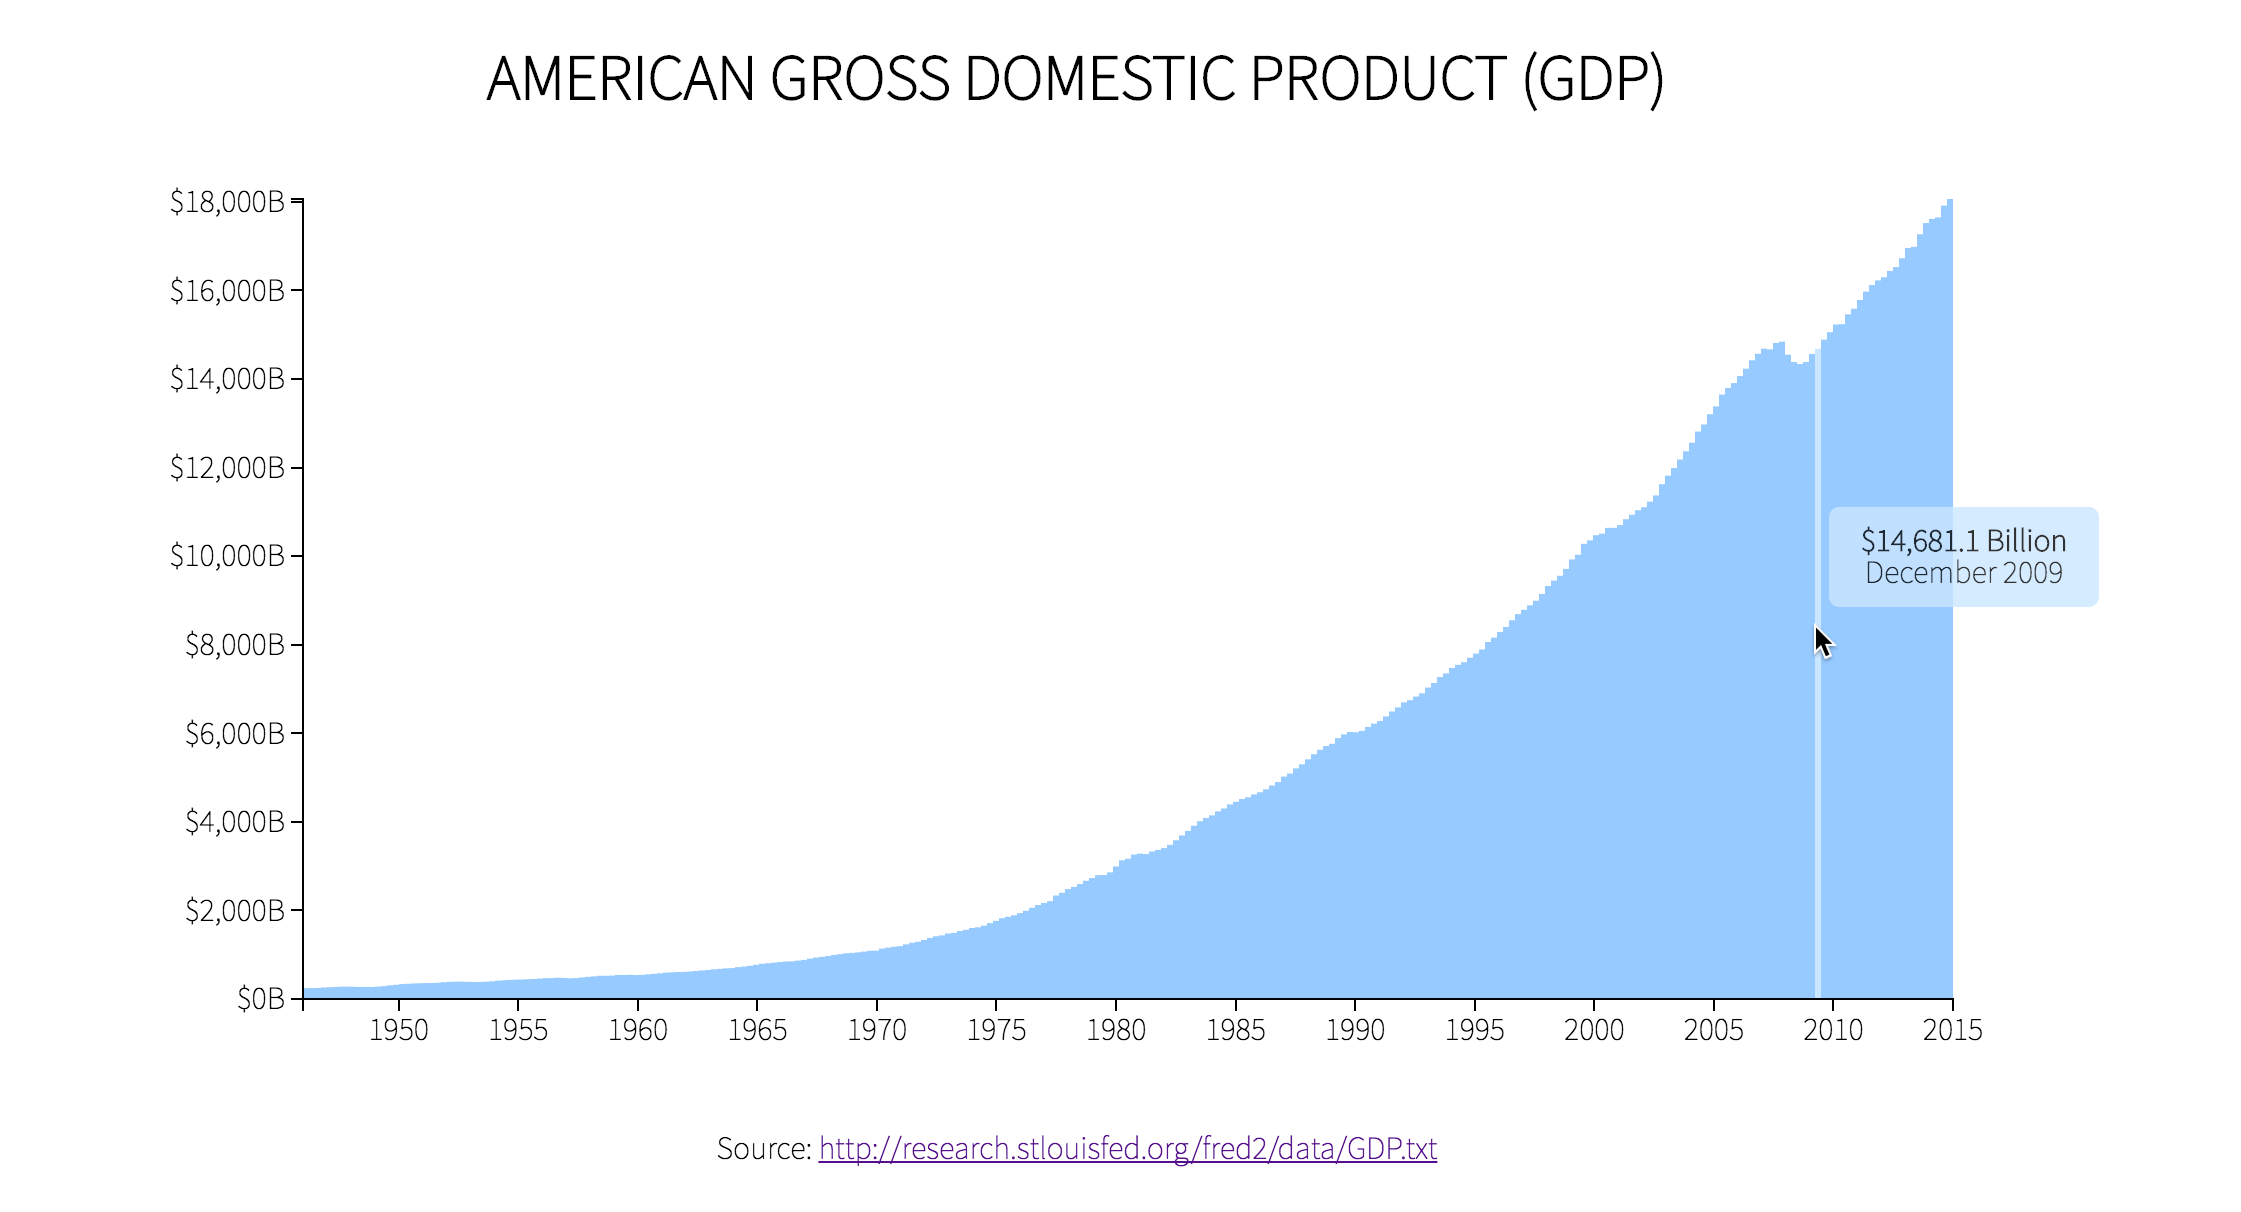 AMERICAN GROSS DOMESTIC PRODUCT (GDP)
$18,000B
$16,000B
$14,000B
$12,000B
$10,000B
$8,000B
$6,000B
$4,000B
$2,000B
$0B
$14,681.1 Billion
December 2009
1950 1955 1960 1965 1970 1975 1980 1985 1990 1995 2000 2005 2010 2015
Source: http://research.stlouisfed.org/fred2/data/GDP.txt